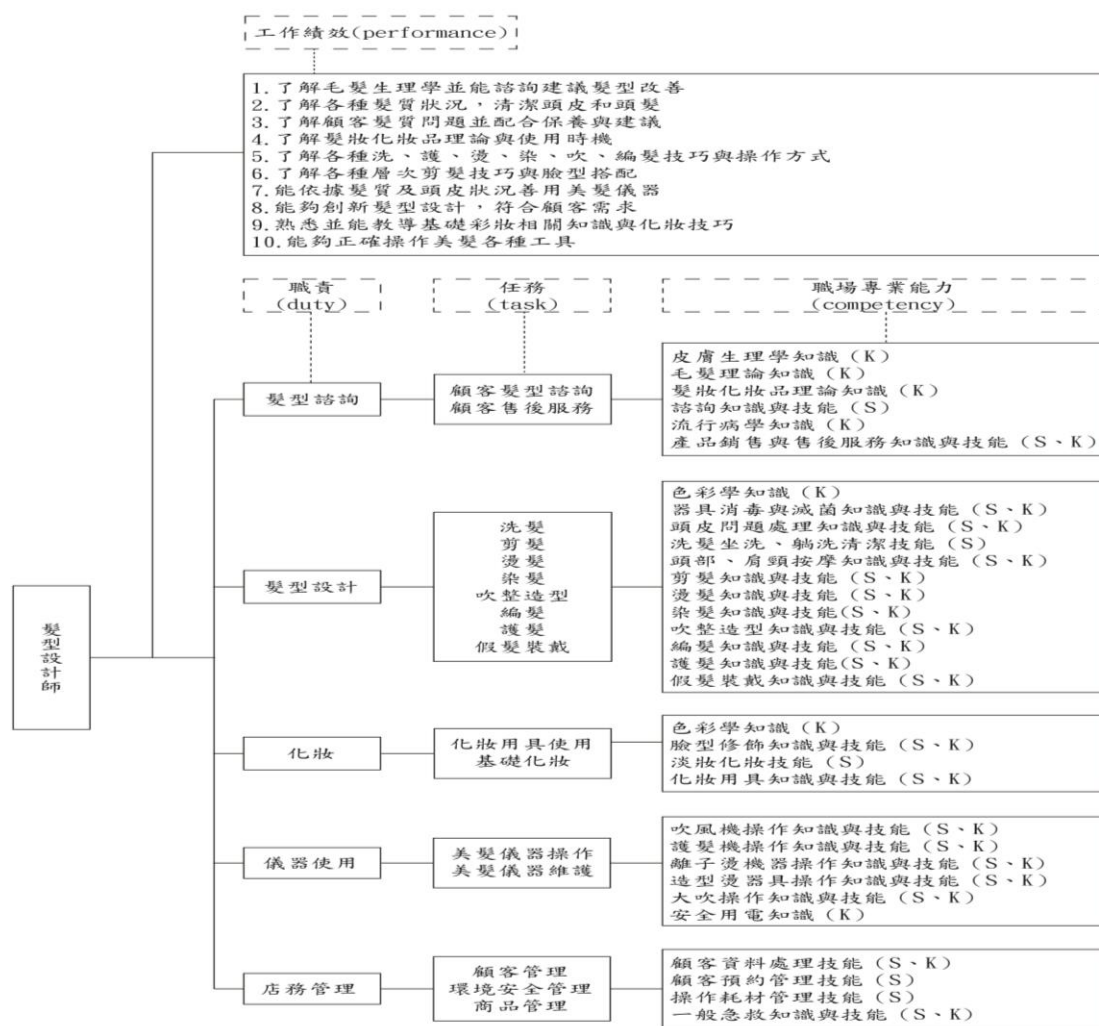 工作績效(performance)
1.了解毛髮生理學並能諮詢建議髮型改善
2.了解各種髮質狀況，清潔頭皮和頭髮
3.了解顧客髮質問題並配合保養與建議
4.了解髮妝化妝品理論與使用時機
5.了解各種洗、護、燙、染、吹、編髮技巧與操作方式
6.了解各種層次剪髮技巧與臉型搭配
7.能依據髮質及頭皮狀況善用美髮儀器
8.能夠創新髮型設計，符合顧客需求
9.熟悉並能教導基礎彩妝相關知識與化妝技巧
10.能夠正確操作美髮各種工具
職責
(duty)
任務
(task)
職場專業能力
(competency)
髮型設計師
髮型諮詢
顧客髮型諮詢
顧客售後服務
皮膚生理學知識 (K)
毛髮理論知識 (K)
髮妝化妝品理論知識 (K)
諮詢知識與技能 (S)
流行病學知識 (K)
產品銷售與售後服務知識與技能 (S、K)
髮型設計
洗髮
剪髮
燙髮
染髮
吹整造型
編髮
護髮
假髮裝戴
色彩學知識 (K)
器具消毒與滅菌知識與技能 (S、K)
頭皮問題處理知識與技能 (S、K)
洗髮坐洗、躺洗清潔技能 (S)
頭部、肩頸按摩知識與技能 (S、K)
剪髮知識與技能 (S、K)
燙髮知識與技能 (S、K)
染髮知識與技能(S、K)
吹整造型知識與技能 (S、K)
編髮知識與技能 (S、K)
護髮知識與技能(S、K)
假髮裝戴知識與技能 (S、K)
化妝
化妝用具使用
基礎化妝
色彩學知識 (K)
臉型修飾知識與技能 (S、K)
淡妝化妝技能 (S)
化妝用具知識與技能 (S、K)
儀器使用
美髮儀器操作
美髮儀器維護
吹風機操作知識與技能 (S、K)
護髮機操作知識與技能 (S、K)
離子燙機器操作知識與技能 (S、K)
造型燙器具操作知識與技能 (S、K)
大吹操作知識與技能 (S、K)
安全用電知識 (K)
店務管理
顧客管理
環境安全管理
商品管理
顧客資料處理技能 (S、K)
顧客預約管理技能 (S)
操作耗材管理技能 (S)
一般急救知識與技能 (S、K)